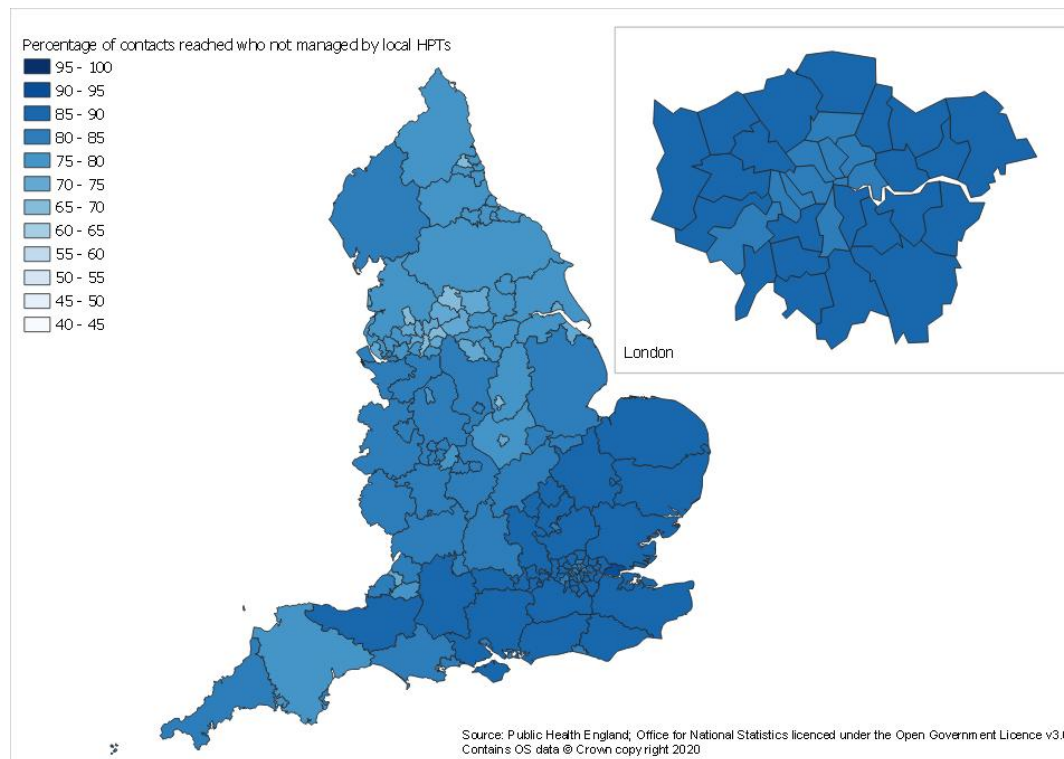 Percentage of contacts reached who not managed by local HPTs
95 - 100
90 - 95
85 - 90
80 - 85
75 - 80
70 - 75
65 - 70
60 - 65
55 - 60
50 - 55
45 - 50
40 - 45
London
Source: Public Health England; Office for National Statistics licenced under the Open Government Licence v3.0
Contains OS data © Crown copyright 2020